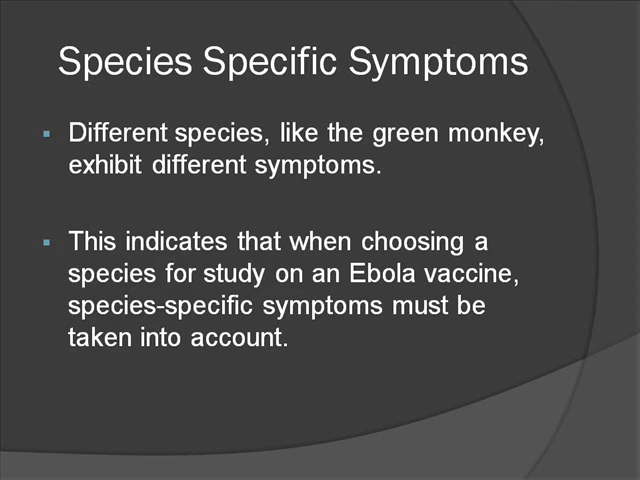 Species Specific Symptoms
Different species, like the green monkey,
exhibit different symptoms.
This indicates that when choosing a
species for study on an Ebola vaccine,
species-specific symptoms must be
taken into account.